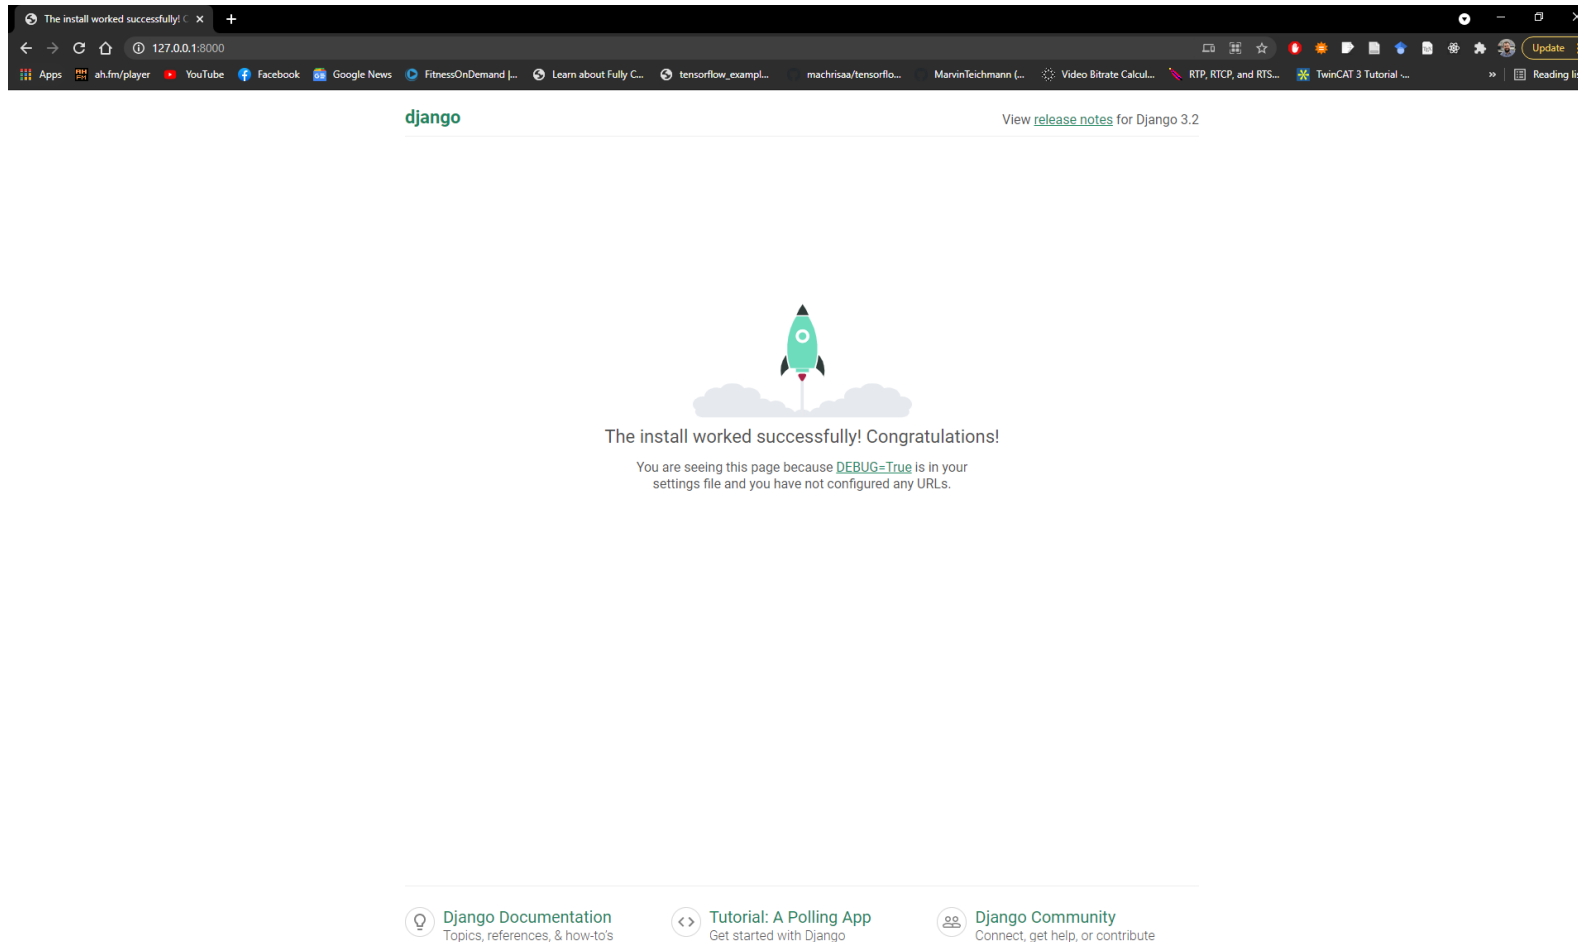 The install worked successfully! C
127.0.0.1:8000
Update
Apps ah.fm/player YouTube Facebook Google News FitnessOnDemand |... Learn about Fully C... tensorflow_exampl... machrisaa/tensorflo... MarvinTeichmann (... Video Bitrate Calcul... RTP, RTCP, and RTS... TwinCAT 3 Tutorial -... » Reading lis
django
View release notes for Django 3.2
The install worked successfully! Congratulations!
You are seeing this page because DEBUG=True is in your
settings file and you have not configured any URLs.
Django Documentation
Topics, references, & how-to's
Tutorial: A Polling App
Get started with Django
Django Community
Connect, get help, or contribute